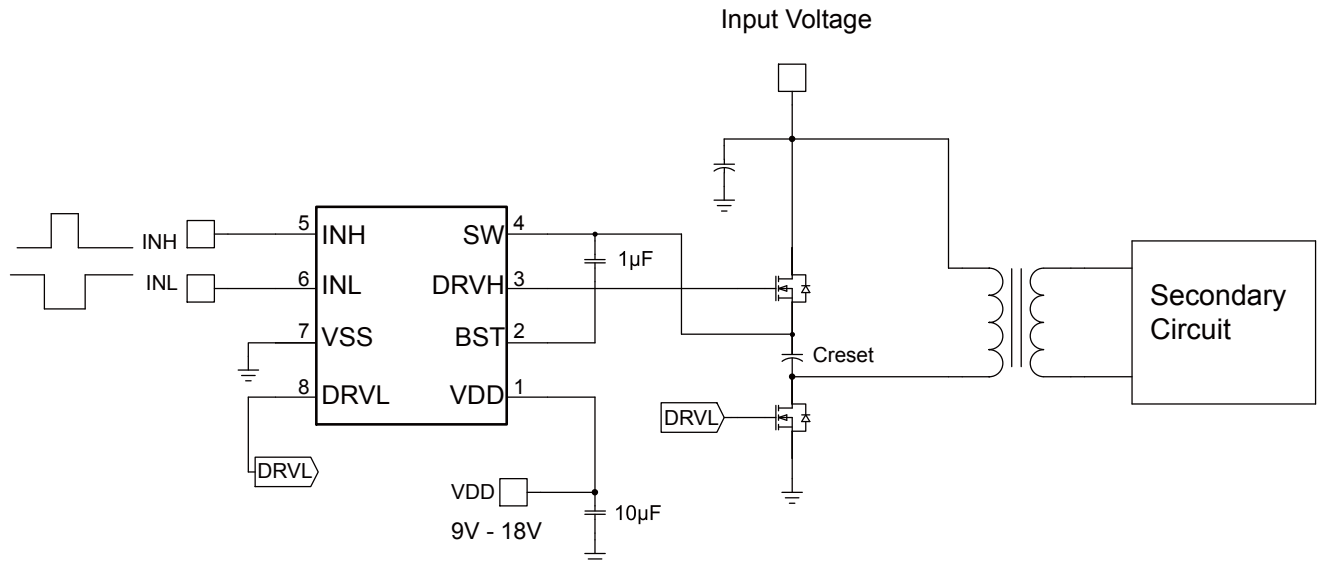 Input Voltage
INH
INL
5 INH
6 INL
7 VSS
8 DRVL
SW 4
DRVH 3
BST 2
VDD 1
1µF
DRVL
VDD
9V - 18V
10µF
Creset
DRVL
Secondary
Circuit